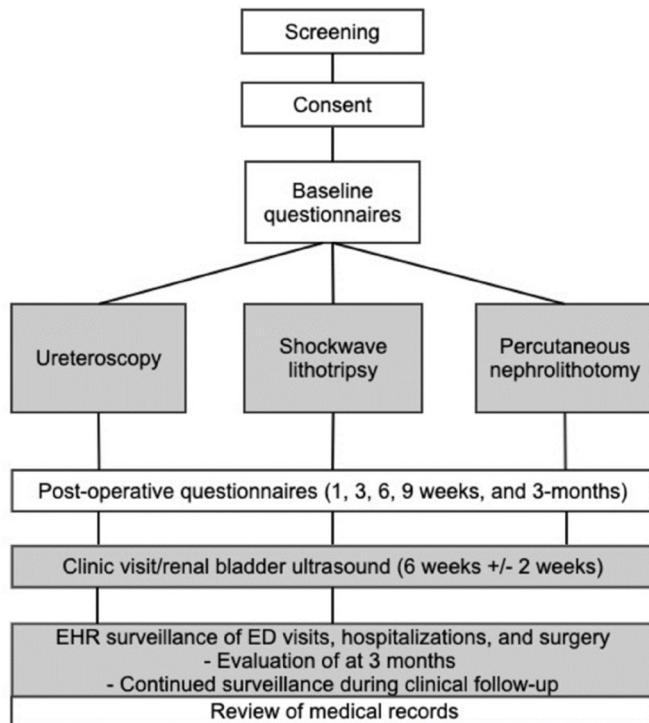 Screening
Consent
Baseline
questionnaires
Ureteroscopy
Shockwave
lithotripsy
Percutaneous
nephrolithotomy
Post-operative questionnaires (1, 3, 6, 9 weeks, and 3-months)
Clinic visit/renal bladder ultrasound (6 weeks +/- 2 weeks)
EHR surveillance of ED visits, hospitalizations, and surgery
- Evaluation of at 3 months
- Continued surveillance during clinical follow-up
Review of medical records